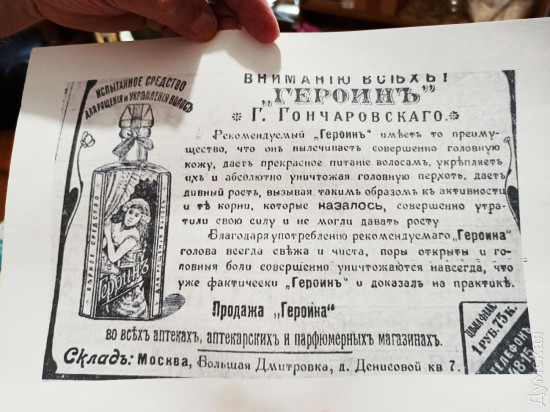 ИСПЫТАННОЕ СРЕДСТВО
ДЛЯ РОЩЕНІЯ И УКРѢПЛЕНІЯ ВОЛОСЪ
ВѢРНОЕ СРЕДСТВО
Героинъ
ВНИМАНІЮ ВСѢХЪ!
„ГЕРОИНЪ“
Г. ГОНЧАРОВСКАГО.
Рекомендуемый „Героинъ“ имѣетъ то преиму-
щество, что онъ вылечиваетъ совершенно головную
кожу, даетъ прекрасное питаніе волосамъ, укрѣпляетъ
ихъ и абсолютно уничтожая головную перхоть, даетъ
дивный ростъ, вызывая такимъ образомъ къ активности
и тѣ корни, которые казалось, совершенно утра-
тили свою силу и не могли давать росту
Благодаря употребленію рекомендуемаго „Героина“
голова всегда свѣжа и чиста, поры открыты и го-
ловныя боли совершенно уничтожаются навсегда, что
уже фактически „Героинъ“ и доказалъ на практикѣ.
Продажа „Героина“
во всѣхъ аптекахъ, аптекарскихъ и парфюмерныхъ магазинахъ.
Складъ: Москва, Большая Дмитровка, д. Денисовой кв 7.
ЦѢНА ФЛАК.
1 РУБ. 75 К.
ТЕЛЕФОНЪ
Думская